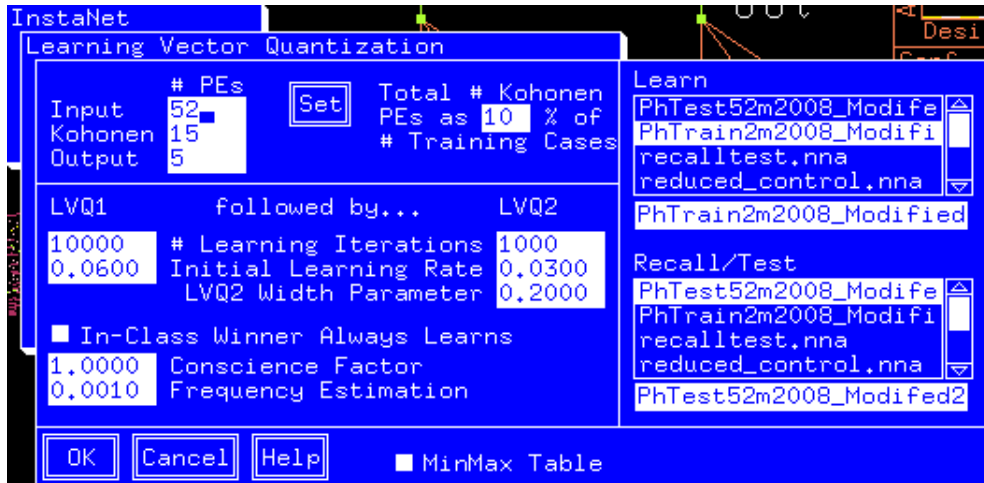 InstaNet
Desi
Learning Vector Quantization
# PEs
Input 52
Kohonen 15
Output 5
Set
Total # Kohonen
PEs as 10 % of
# Training Cases
LVQ1 followed by... LVQ2
10000 # Learning Iterations 1000
0.0600 Initial Learning Rate 0.0300
LVQ2 Width Parameter 0.2000
In-Class Winner Always Learns
1.0000 Conscience Factor
0.0010 Frequency Estimation
Learn
PhTest52m2008_Modife
PhTrain2m2008_Modifi
recalltest.nna
reduced_control.nna
PhTrain2m2008_Modified
Recall/Test
PhTest52m2008_Modife
PhTrain2m2008_Modifi
recalltest.nna
reduced_control.nna
PhTest52m2008_Modifed2
OK Cancel Help MinMax Table